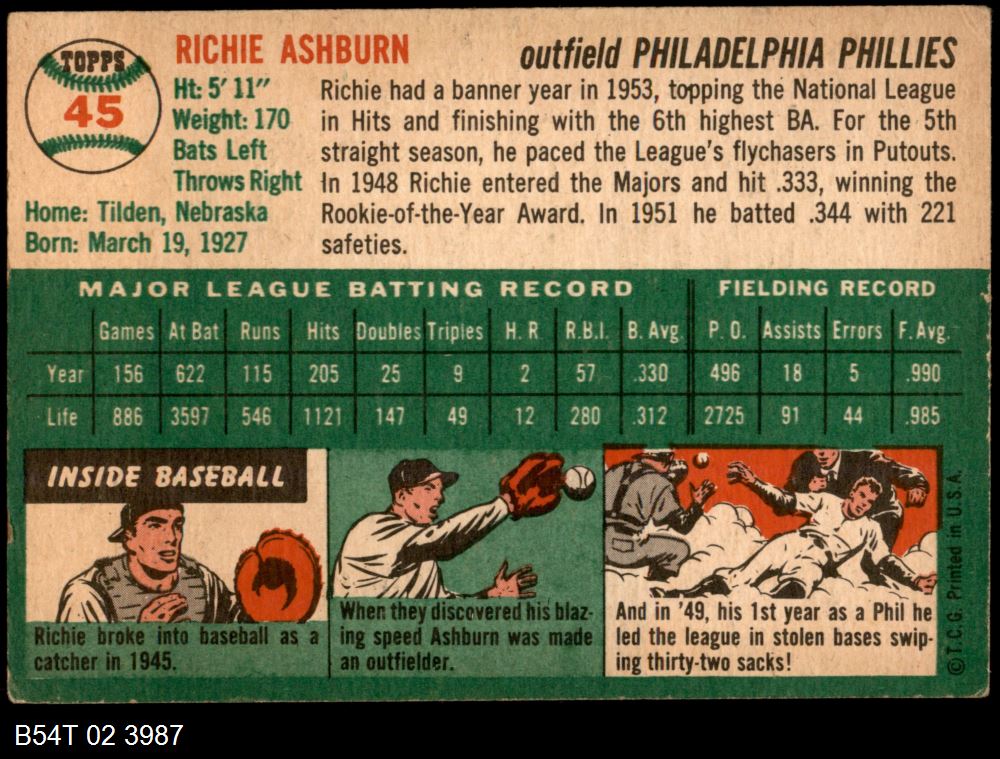 TOPPS
45
RICHIE ASHBURN
outfield PHILADELPHIA PHILLIES
Ht: 5' 11"
Weight: 170
Bats Left
Throws Right
Home: Tilden, Nebraska
Born: March 19, 1927
Richie had a banner year in 1953, topping the National League
in Hits and finishing with the 6th highest BA. For the 5th
straight season, he paced the League's flychasers in Putouts.
In 1948 Richie entered the Majors and hit .333, winning the
Rookie-of-the-Year Award. In 1951 he batted .344 with 221
safeties.
MAJOR LEAGUE BATTING RECORD FIELDING RECORD
Games At Bat Runs Hits Doubles Triples H. R R.B.I. B. Avg. P. O. Assists Errors F. Avg.
Year 156 622 115 205 25 9 2 57 .330 496 18 5 .990
Life 886 3597 546 1121 147 49 12 280 .312 2725 91 44 .985
INSIDE BASEBALL
Richie broke into baseball as a
catcher in 1945.
When they discovered his blaz-
ing speed Ashburn was made
an outfielder.
And in '49, his 1st year as a Phil he
led the league in stolen bases swip-
ing thirty-two sacks!
©T.C.G. Printed in U.S.A.
B54T 02 3987